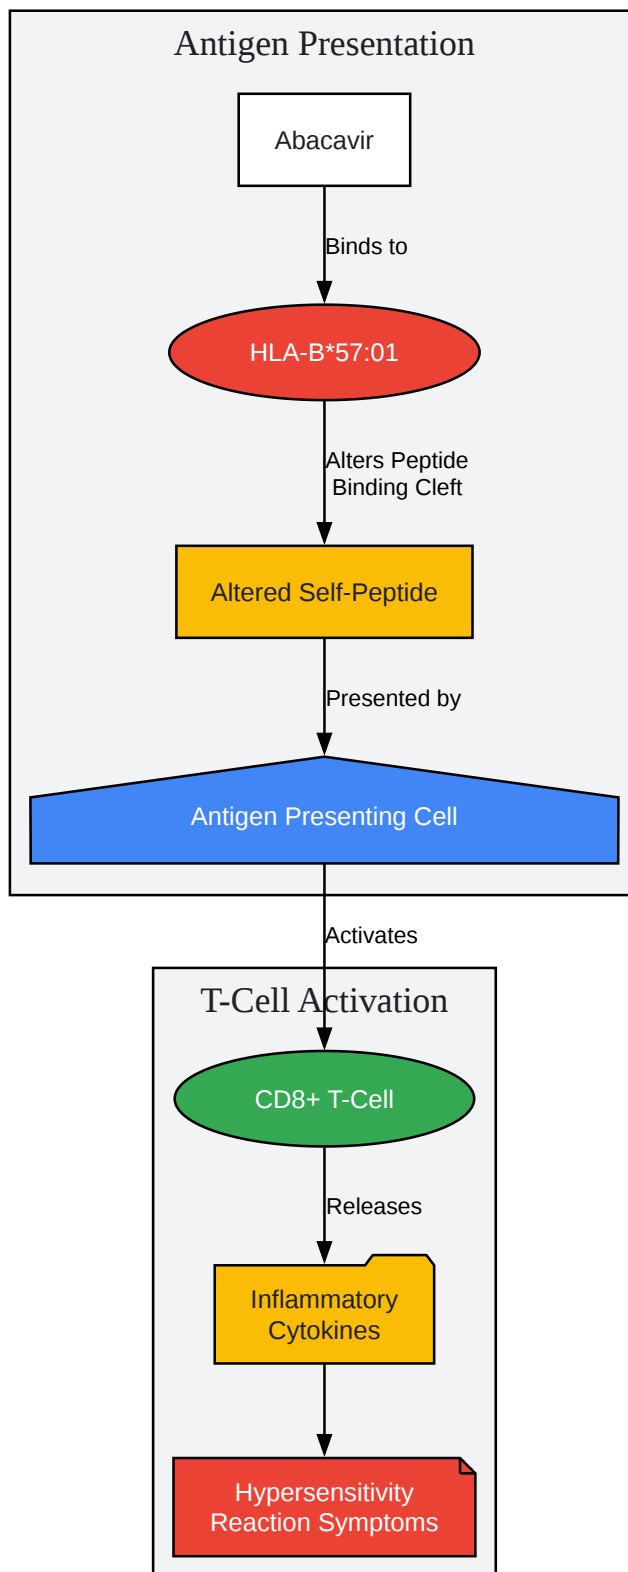 Antigen Presentation
Abacavir
Binds to
HLA-B*57:01
Alters Peptide
Binding Cleft
Altered Self-Peptide
Presented by
Antigen Presenting Cell
Activates
T-Cell Activation
CD8+ T-Cell
Releases
Inflammatory
Cytokines
Hypersensitivity
Reaction Symptoms